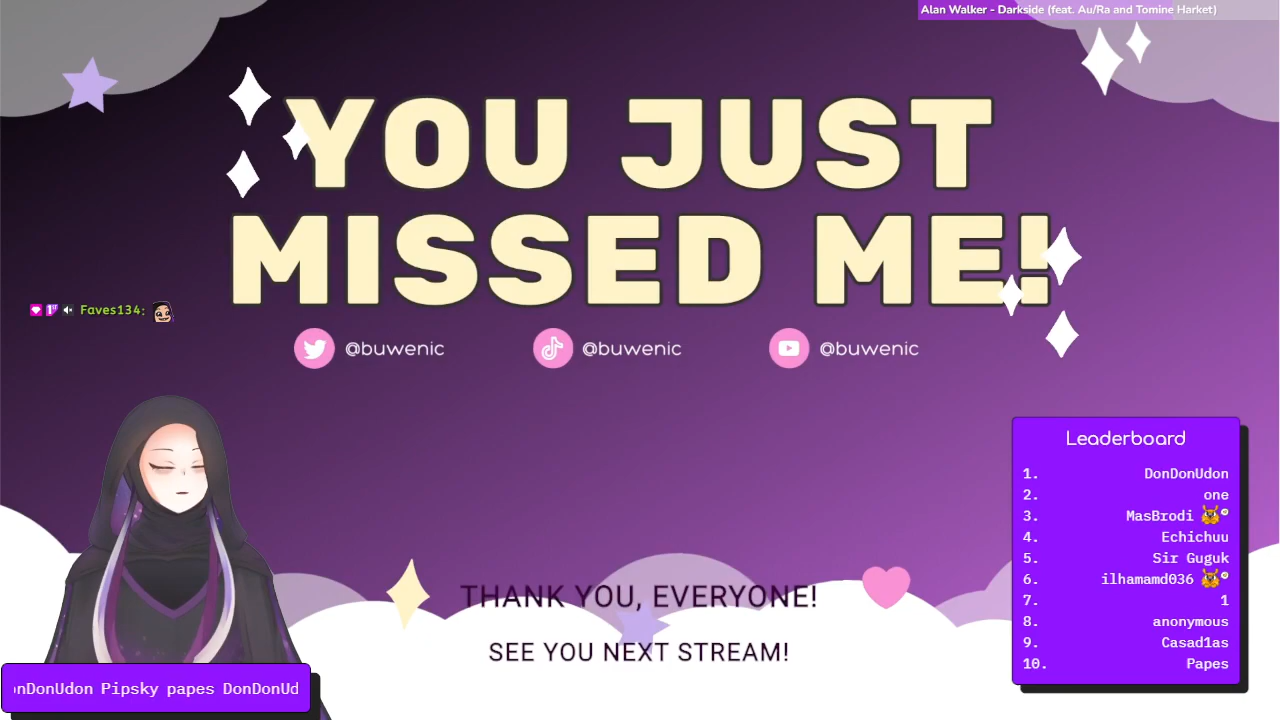 Alan Walker - Darkside (feat. Au/Ra and Tomine Harket)
YOU JUST
MISSED ME!
Faves134:
@buwenic
@buwenic
@buwenic
Leaderboard
1. DonDonUdon
2. one
3. MasBrodi
4. Echichuu
5. Sir Guguk
6. ilhamamd036
7. 1
8. anonymous
9. Casad1as
10. Papes
THANK YOU, EVERYONE!
SEE YOU NEXT STREAM!
onDonUdon Pipsky papes DonDonUd